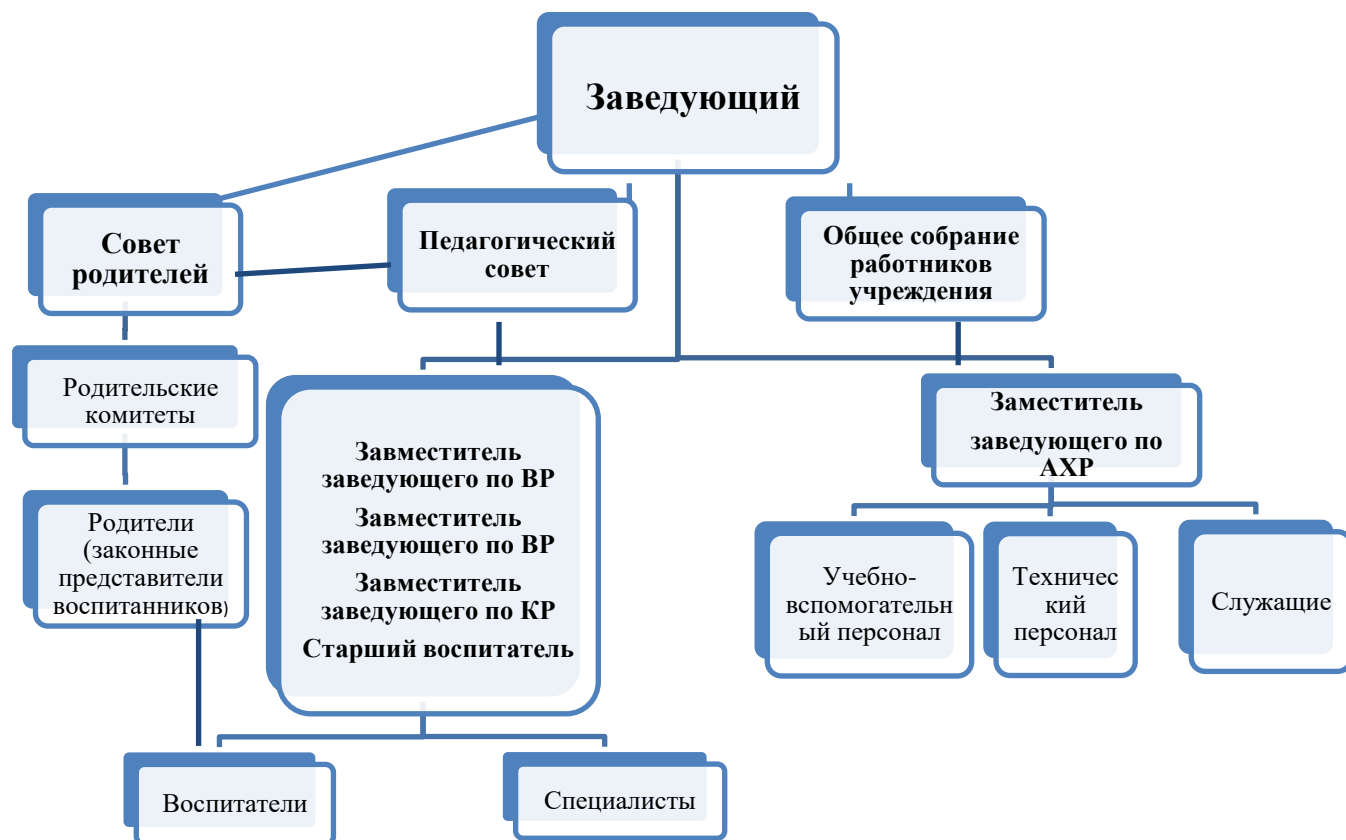 Заведующий
Совет
родителей
Педагогический
совет
Общее собрание
работников
учреждения
Родительские
комитеты
Завместитель
заведующего по ВР
Завместитель
заведующего по ВР
Завместитель
заведующего по КР
Старший воспитатель
Заместитель
заведующего по
АХР
Родители
(законные
представители
воспитанников)
Учебно-
вспомогательн
ый персонал
Техничес
кий
персонал
Служащие
Воспитатели
Специалисты